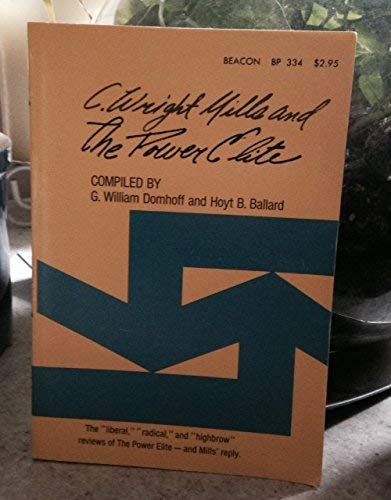 BEACON BP 334 $2.95
C. Wright Mills and
The Power Elite
COMPILED BY
G. William Domhoff and Hoyt B. Ballard
The "liberal," "radical," and "highbrow"
reviews of The Power Elite — and Mills' reply.